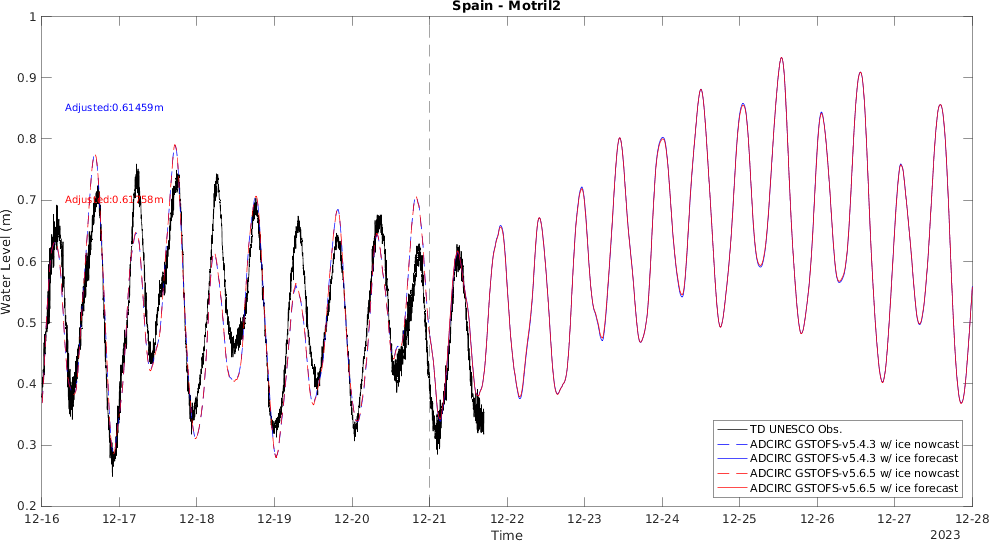 Spain - Motril2
1
0.9
0.8
0.7
0.6
0.5
0.4
0.3
0.2
Water Level (m)
Adjusted:0.61459m
Adjusted:0.61758m
TD UNESCO Obs.
ADCIRC GSTOFS-v5.4.3 w/ ice nowcast
ADCIRC GSTOFS-v5.4.3 w/ ice forecast
ADCIRC GSTOFS-v5.6.5 w/ ice nowcast
ADCIRC GSTOFS-v5.6.5 w/ ice forecast
12-16 12-17 12-18 12-19 12-20 12-21 12-22 12-23 12-24 12-25 12-26 12-27 12-28
Time
2023